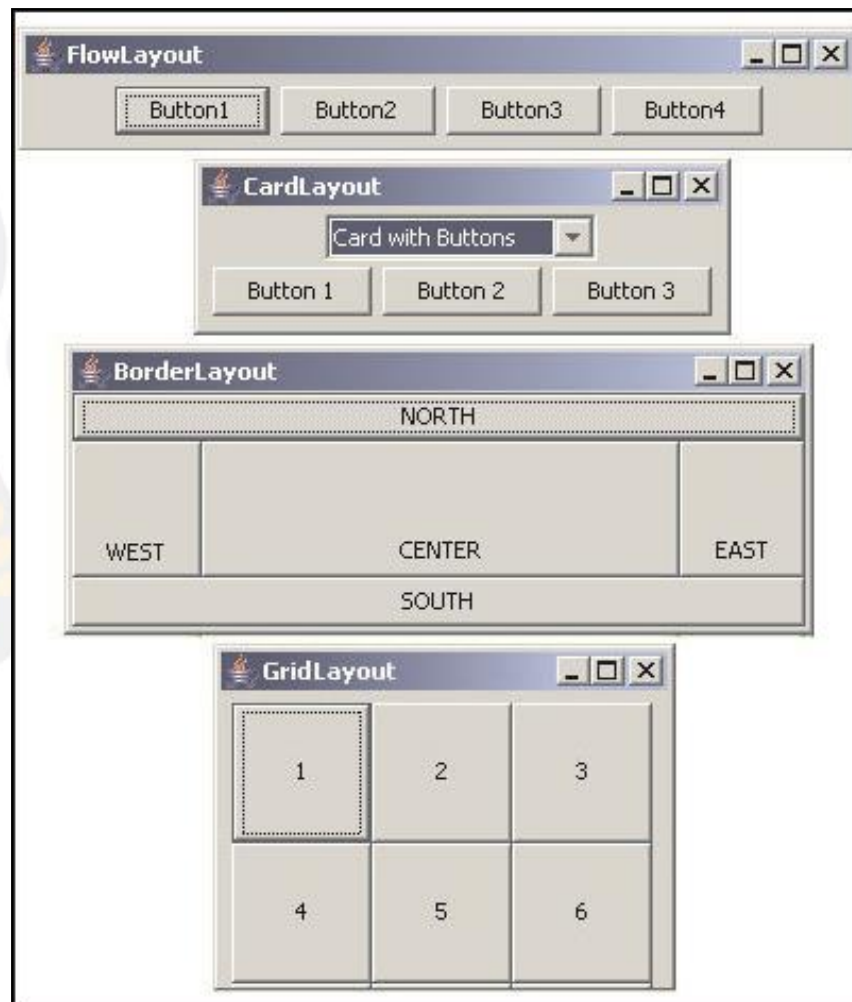 FlowLayout
Button1 Button2 Button3 Button4
CardLayout
Card with Buttons
Button 1 Button 2 Button 3
BorderLayout
NORTH
WEST CENTER EAST
SOUTH
GridLayout
1 2 3
4 5 6